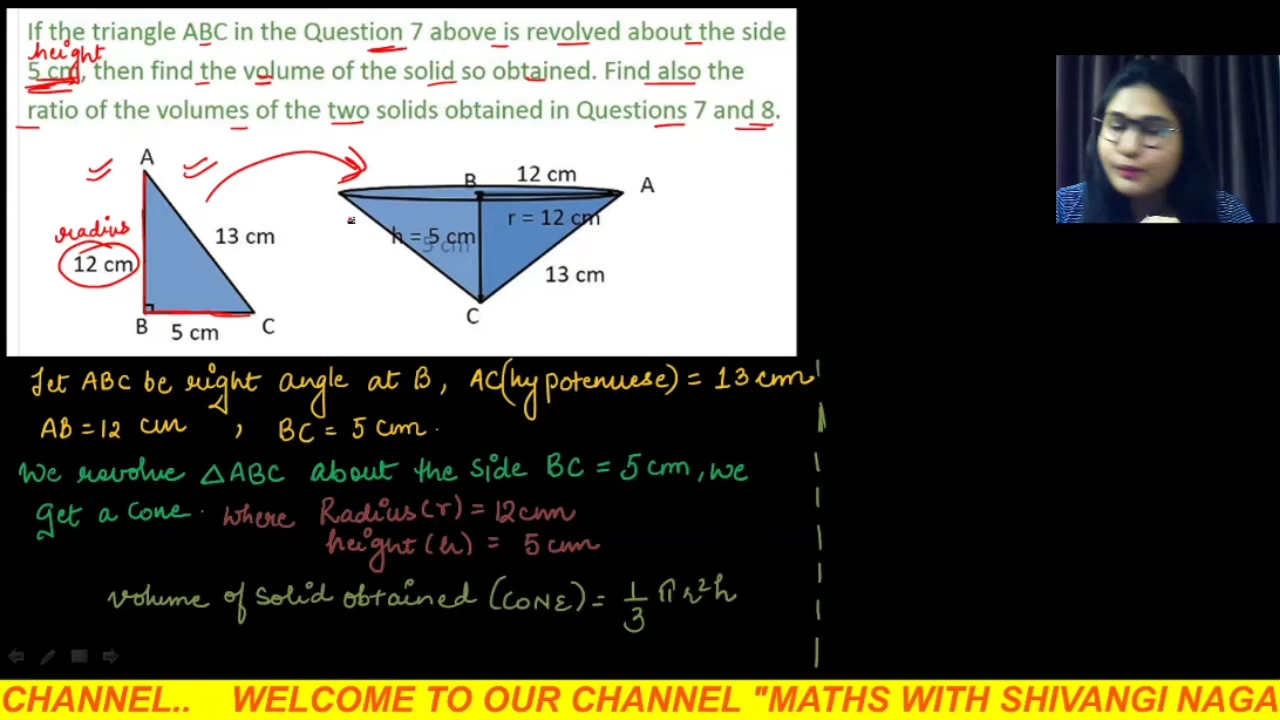 If the triangle ABC in the Question 7 above is revolved about the side
height
5 cm, then find the volume of the solid so obtained. Find also the
ratio of the volumes of the two solids obtained in Questions 7 and 8.
A
radius
12 cm
13 cm
B
5 cm
C
B
12 cm
A
r = 12 cm
h = 5 cm
5 cm
13 cm
C
Let ABC be right angle at B, AC(hypotenuese) = 13 cm
AB = 12 cm , BC = 5 cm.
We revolve △ABC about the side BC = 5 cm, we
get a cone. where Radius(r) = 12 cm
height(h) = 5 cm
Volume of solid obtained (CONE) = 1/3 πr²h
CHANNEL.. WELCOME TO OUR CHANNEL "MATHS WITH SHIVANGI NAGA